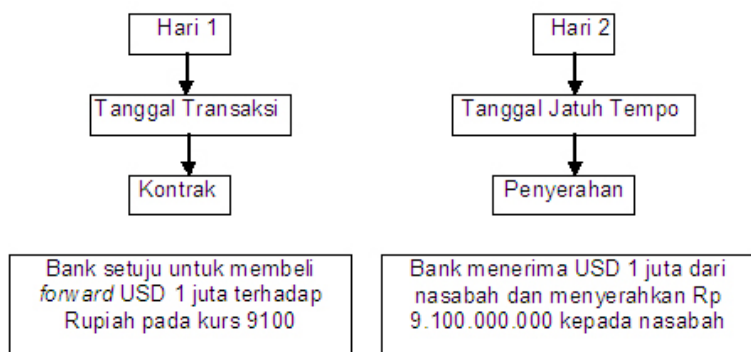 Hari 1
Tanggal Transaksi
Kontrak
Bank setuju untuk membeli
forward USD 1 juta terhadap
Rupiah pada kurs 9100
Hari 2
Tanggal Jatuh Tempo
Penyerahan
Bank menerima USD 1 juta dari
nasabah dan menyerahkan Rp
9.100.000.000 kepada nasabah